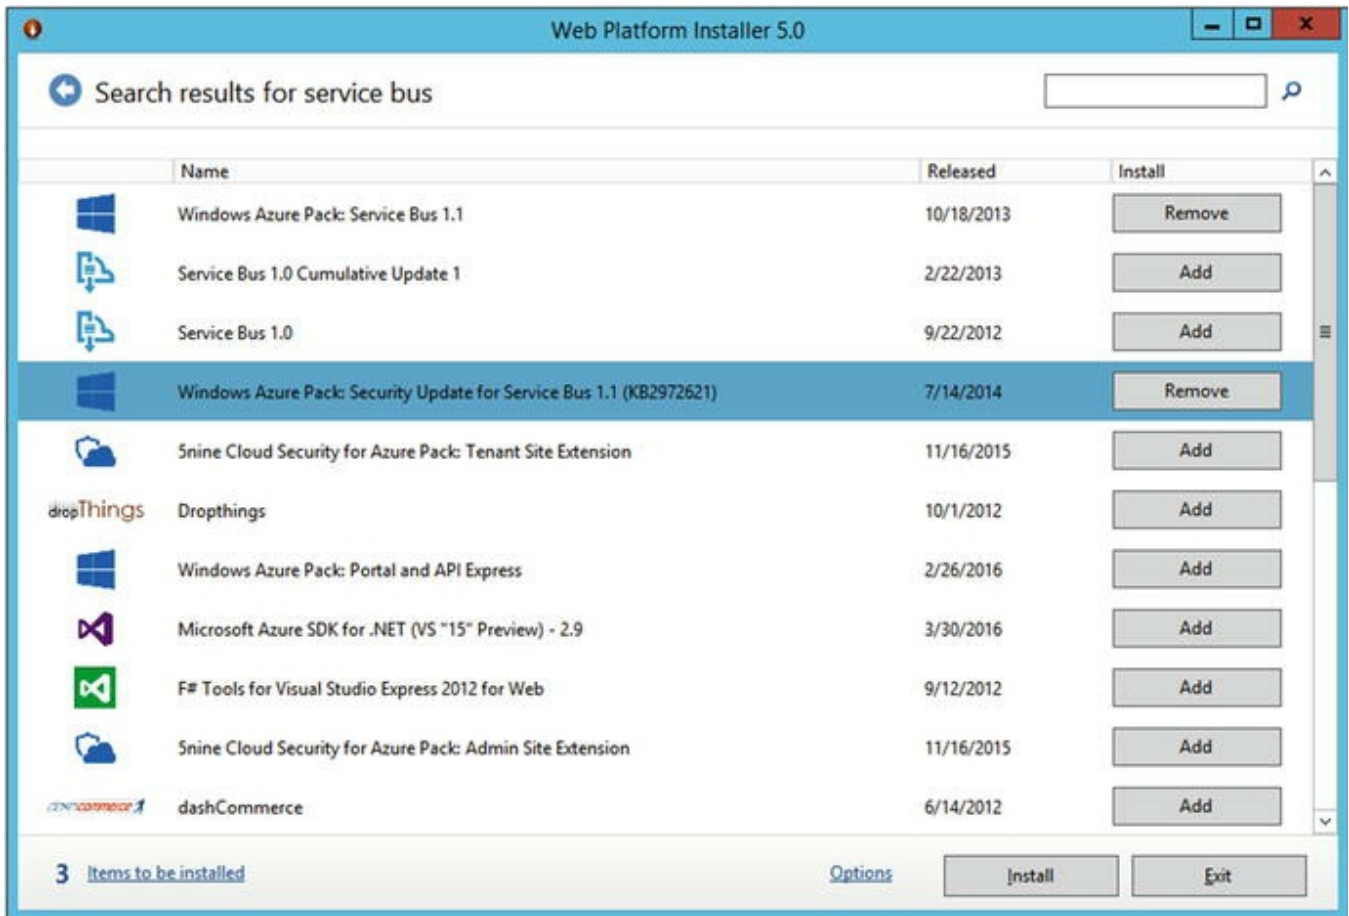 Web Platform Installer 5.0
Search results for service bus
Name Released Install
Windows Azure Pack: Service Bus 1.1 10/18/2013 Remove
Service Bus 1.0 Cumulative Update 1 2/22/2013 Add
Service Bus 1.0 9/22/2012 Add
Windows Azure Pack: Security Update for Service Bus 1.1 (KB2972621) 7/14/2014 Remove
5nine Cloud Security for Azure Pack: Tenant Site Extension 11/16/2015 Add
dropThings Dropthings 10/1/2012 Add
Windows Azure Pack: Portal and API Express 2/26/2016 Add
Microsoft Azure SDK for .NET (VS "15" Preview) - 2.9 3/30/2016 Add
F# Tools for Visual Studio Express 2012 for Web 9/12/2012 Add
5nine Cloud Security for Azure Pack: Admin Site Extension 11/16/2015 Add
dashcommerce dashCommerce 6/14/2012 Add
3 Items to be installed Options Install Exit